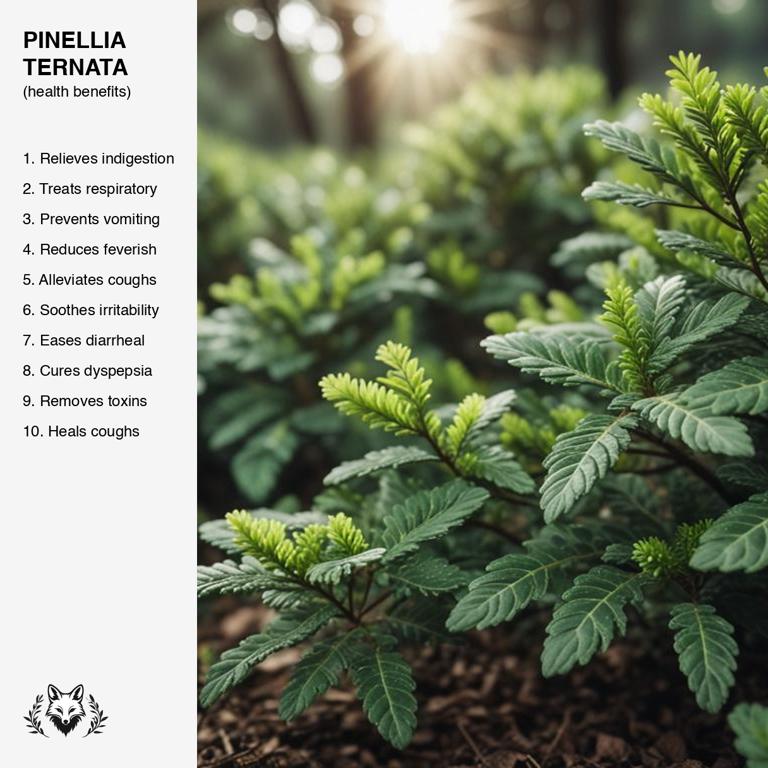 PINELLIA
TERNATA
(health benefits)
1. Relieves indigestion
2. Treats respiratory
3. Prevents vomiting
4. Reduces feverish
5. Alleviates coughs
6. Soothes irritability
7. Eases diarrheal
8. Cures dyspepsia
9. Removes toxins
10. Heals coughs